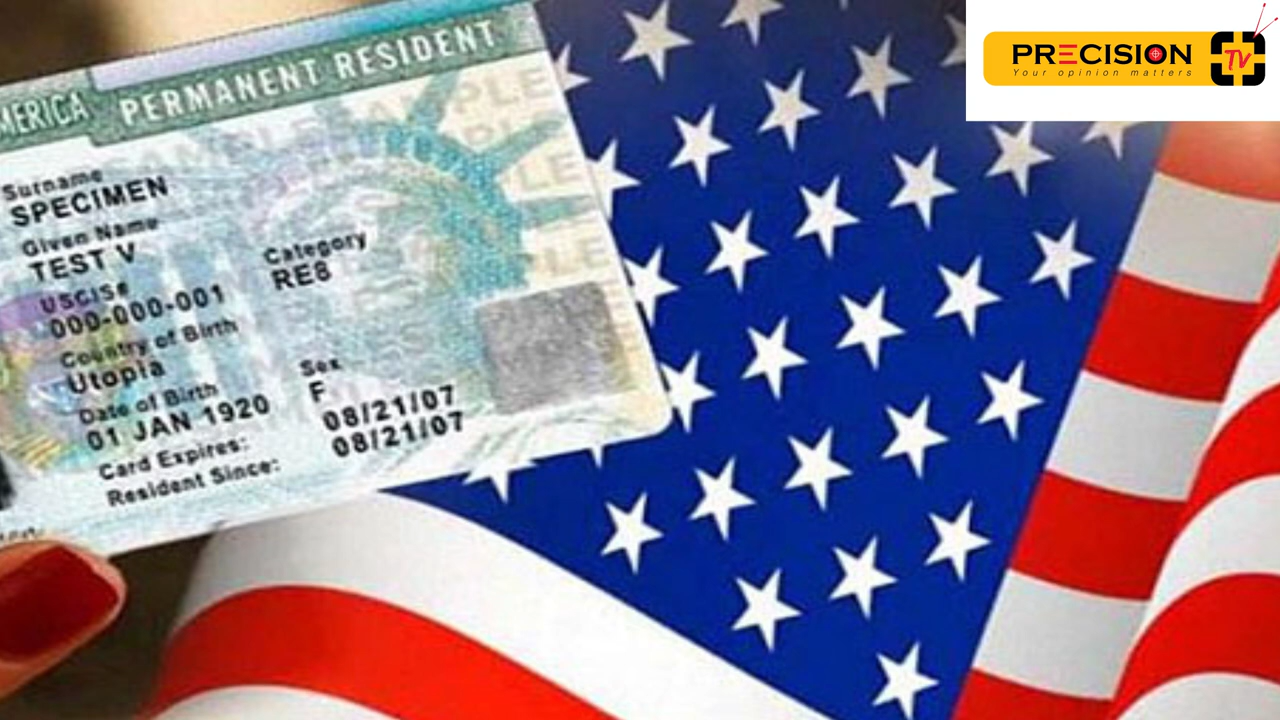 PRECISION TV
Your opinion matters
MERICA PERMANENT RESIDENT
Surname
SPECIMEN
Given Name
TEST V
USCIS#
000-000-001
Category
RE8
Country of Birth
Utopia
Date of Birth
01 JAN 1920
Sex
F
Card Expires: 08/21/07
Resident Since: 08/21/07
SAMPLE